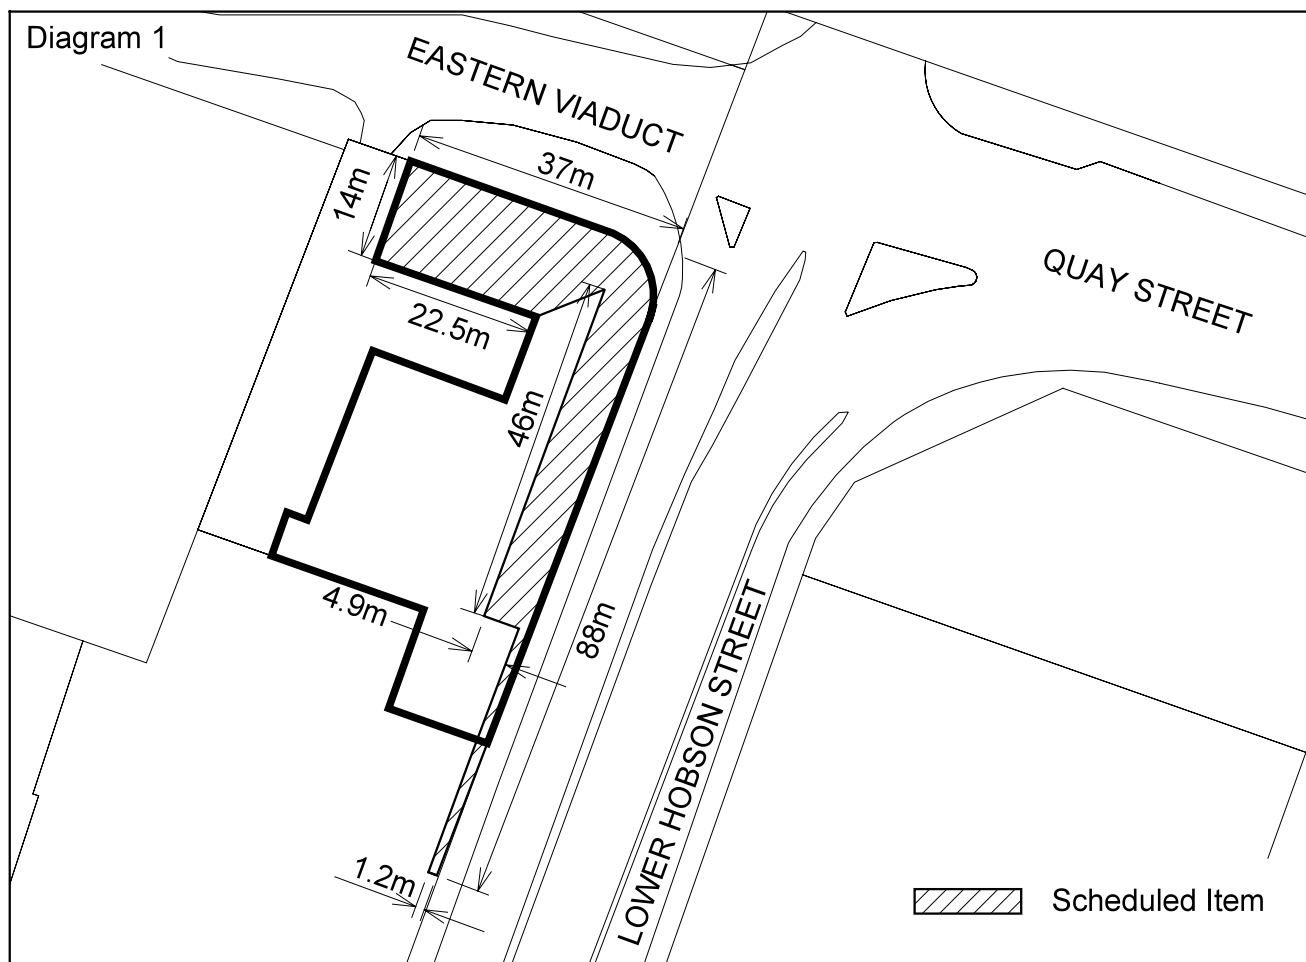 Diagram 1
EASTERN VIADUCT
37m
14m
QUAY STREET
22.5m
46m
4.9m
88m
LOWER HOBSON STREET
1.2m
Scheduled Item